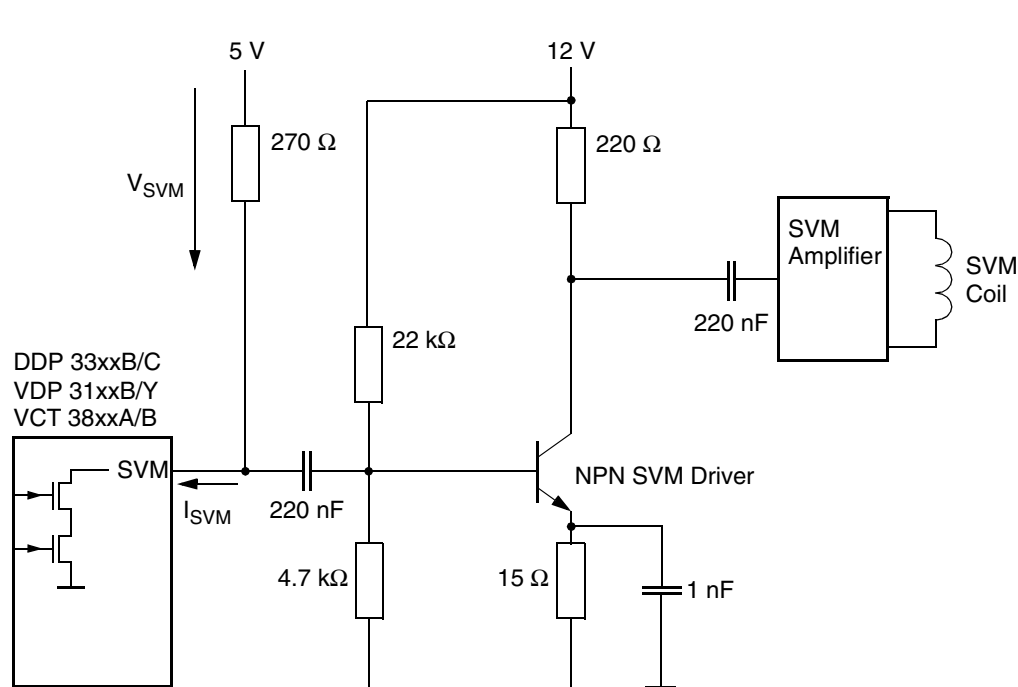 5 V
12 V
270 Ω
220 Ω
V_SVM
SVM
Amplifier
SVM
Coil
220 nF
22 kΩ
DDP 33xxB/C
VDP 31xxB/Y
VCT 38xxA/B
SVM
I_SVM
220 nF
NPN SVM Driver
4.7 kΩ
15 Ω
1 nF